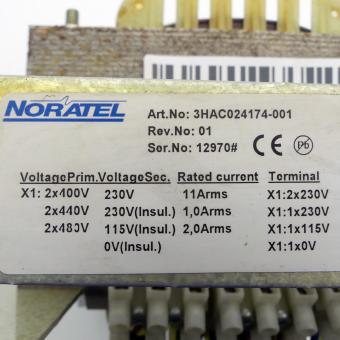 NORATEL
Art.No: 3HAC024174-001
Rev.No: 01
Ser.No: 12970#
CE Pb
VoltagePrim. VoltageSec. Rated current Terminal
X1: 2x400V 230V 11Arms X1:2x230V
2x440V 230V(Insul.) 1,0Arms X1:1x230V
2x480V 115V(Insul.) 2,0Arms X1:1x115V
0V(Insul.) X1:1x0V